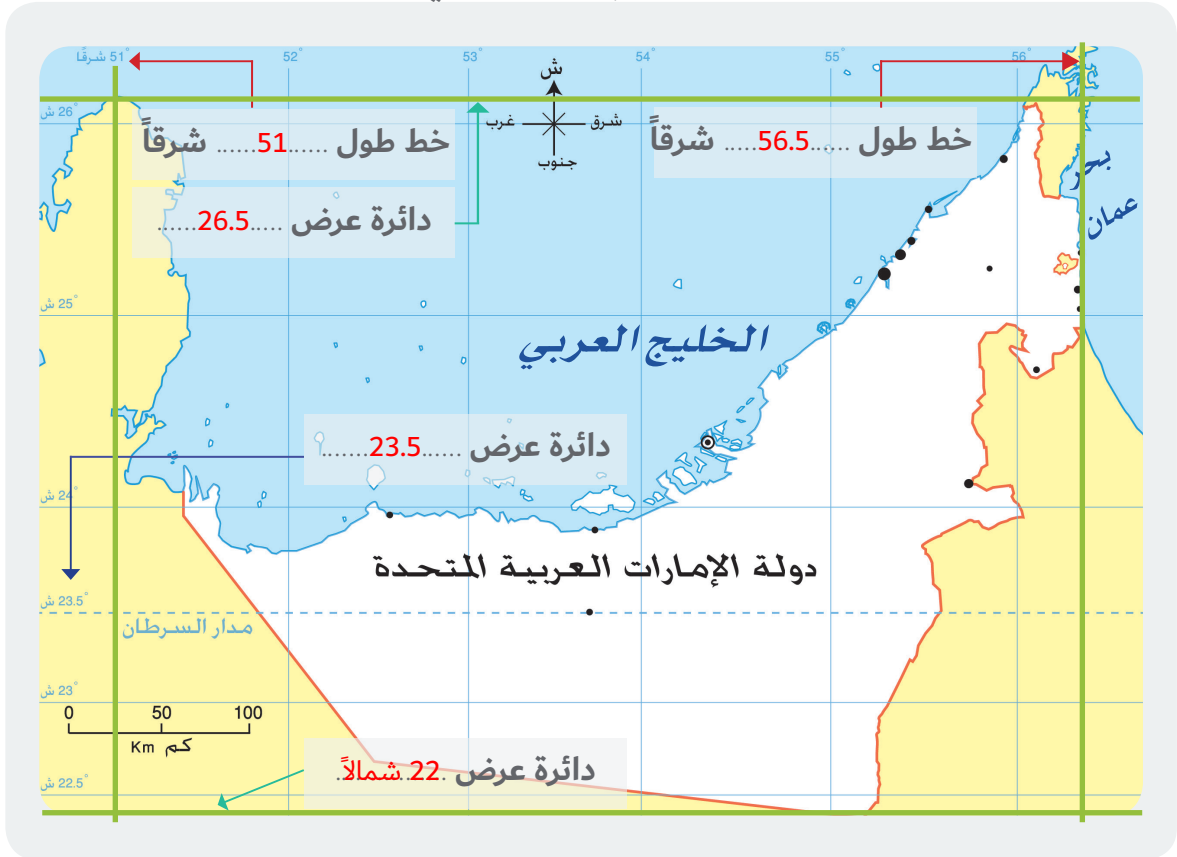 51° شرقًا
52°
53°
54°
55°
56°
ش
شرق
غرب
جنوب
26° ش
خط طول ......51...... شرقاً
خط طول .....56.5..... شرقاً
دائرة عرض .....26.5......
بحر
عمان
25° ش
الخليج العربي
دائرة عرض ......23.5.......
24° ش
دولة الإمارات العربية المتحدة
23.5° ش
مدار السرطان
23° ش
0 50 100
كم Km
دائرة عرض .22.شمالاً.
22.5° ش